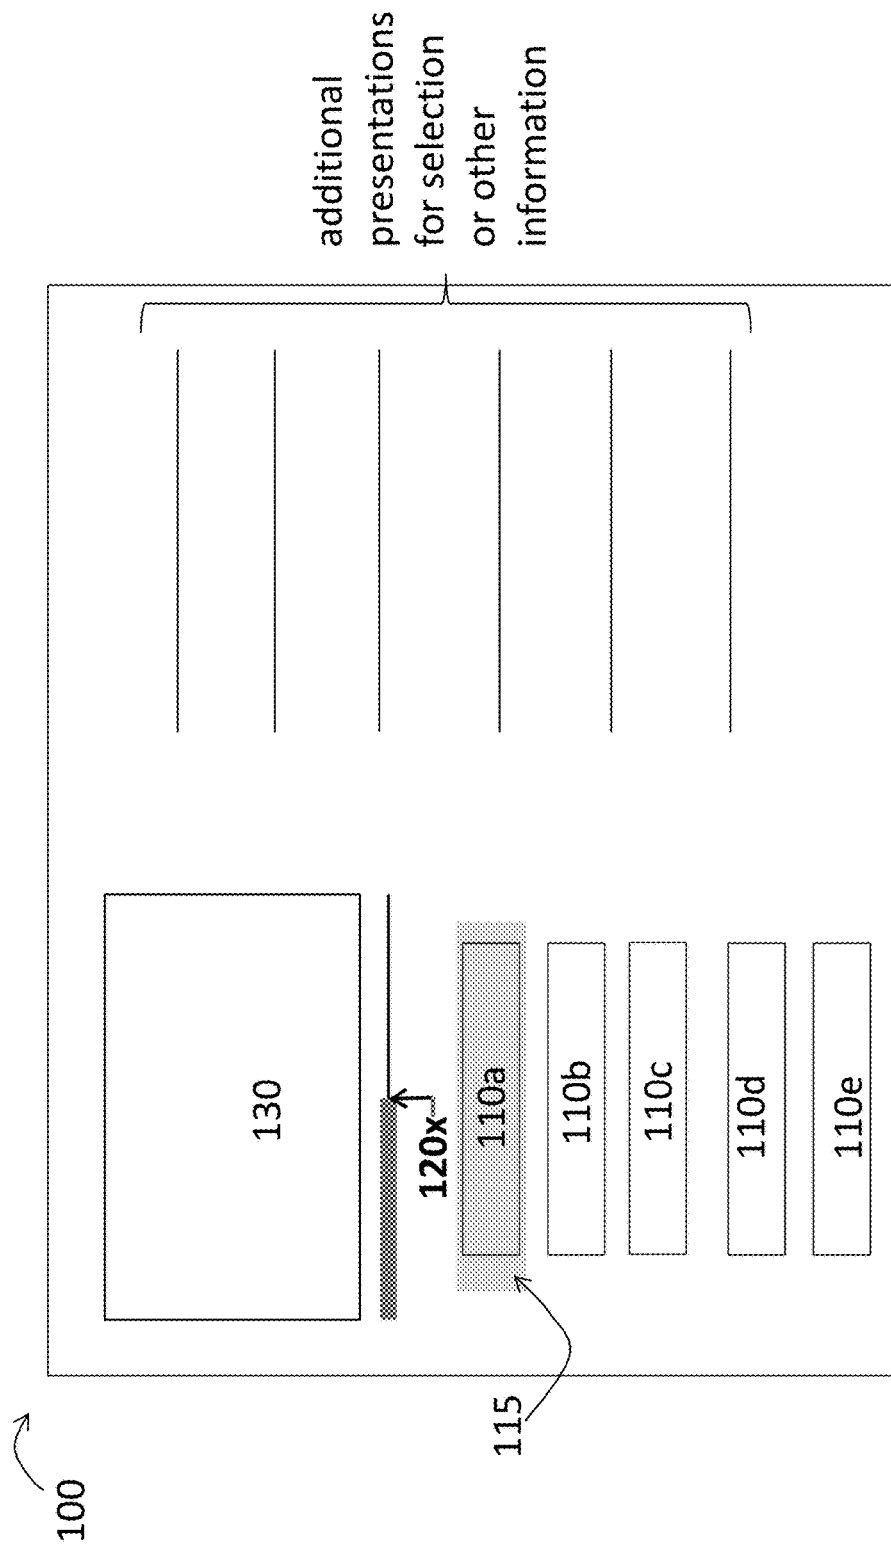 100
130
120x
110a
115
110b
110c
110d
110e
additional
presentations
for selection
or other
information